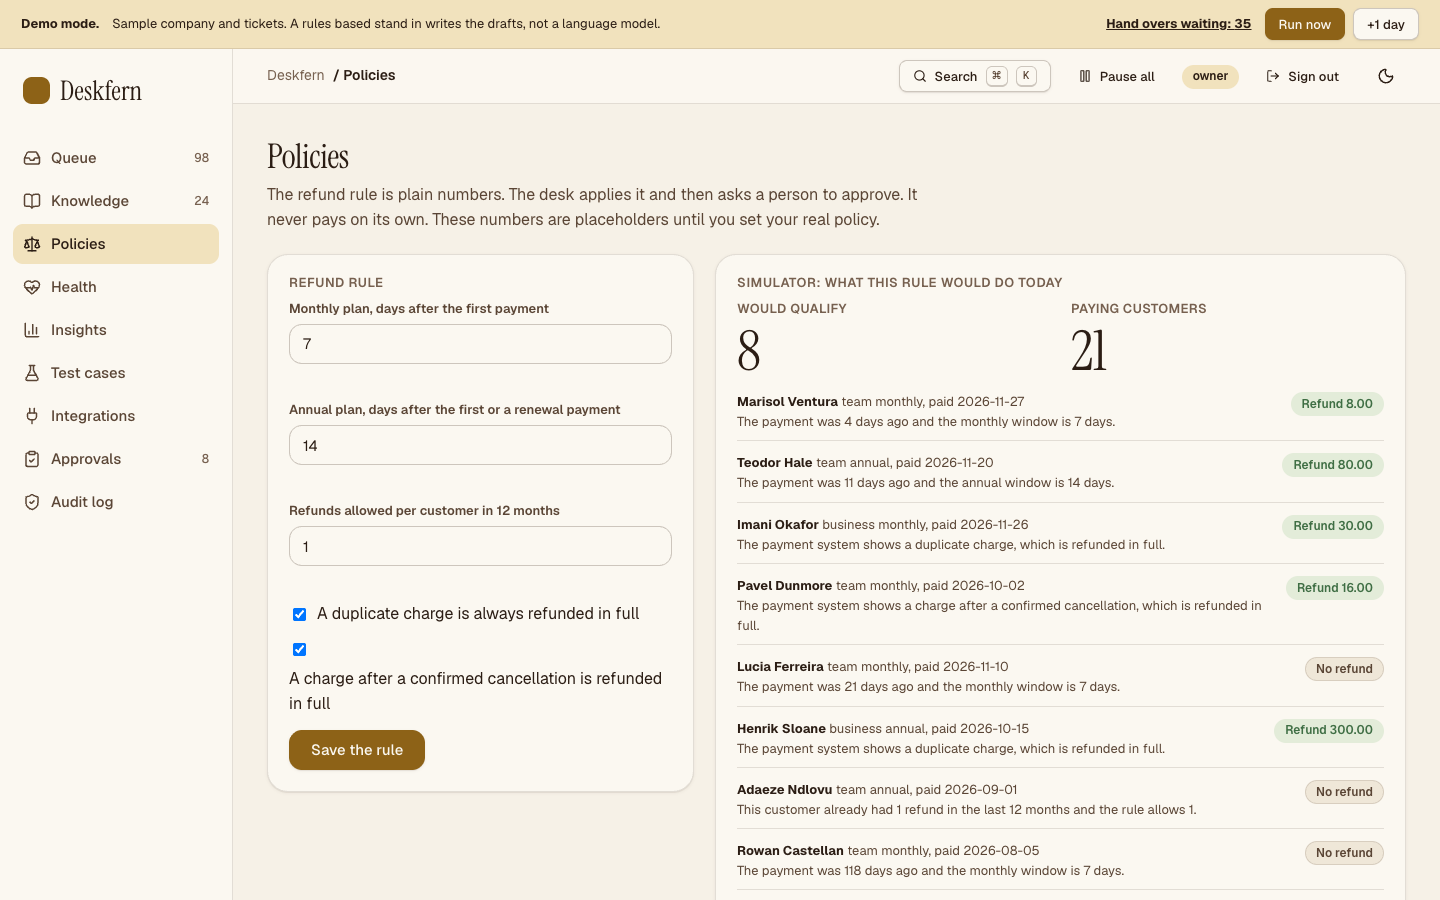 Demo mode. Sample company and tickets. A rules based stand in writes the drafts, not a language model.
Hand overs waiting: 35
Run now
+1 day
Deskfern
Deskfern / Policies
Search ⌘ K
Pause all
owner
Sign out
Queue 98
Knowledge 24
Policies
Health
Insights
Test cases
Integrations
Approvals 8
Audit log
Policies
The refund rule is plain numbers. The desk applies it and then asks a person to approve. It
never pays on its own. These numbers are placeholders until you set your real policy.
REFUND RULE
Monthly plan, days after the first payment
7
Annual plan, days after the first or a renewal payment
14
Refunds allowed per customer in 12 months
1
A duplicate charge is always refunded in full
A charge after a confirmed cancellation is refunded
in full
Save the rule
SIMULATOR: WHAT THIS RULE WOULD DO TODAY
WOULD QUALIFY
8
PAYING CUSTOMERS
21
Marisol Ventura team monthly, paid 2026-11-27
The payment was 4 days ago and the monthly window is 7 days.
Refund 8.00
Teodor Hale team annual, paid 2026-11-20
The payment was 11 days ago and the annual window is 14 days.
Refund 80.00
Imani Okafor business monthly, paid 2026-11-26
The payment system shows a duplicate charge, which is refunded in full.
Refund 30.00
Pavel Dunmore team monthly, paid 2026-10-02
The payment system shows a charge after a confirmed cancellation, which is refunded in
full.
Refund 16.00
Lucia Ferreira team monthly, paid 2026-11-10
The payment was 21 days ago and the monthly window is 7 days.
No refund
Henrik Sloane business annual, paid 2026-10-15
The payment system shows a duplicate charge, which is refunded in full.
Refund 300.00
Adaeze Ndlovu team annual, paid 2026-09-01
This customer already had 1 refund in the last 12 months and the rule allows 1.
No refund
Rowan Castellan team monthly, paid 2026-08-05
The payment was 118 days ago and the monthly window is 7 days.
No refund